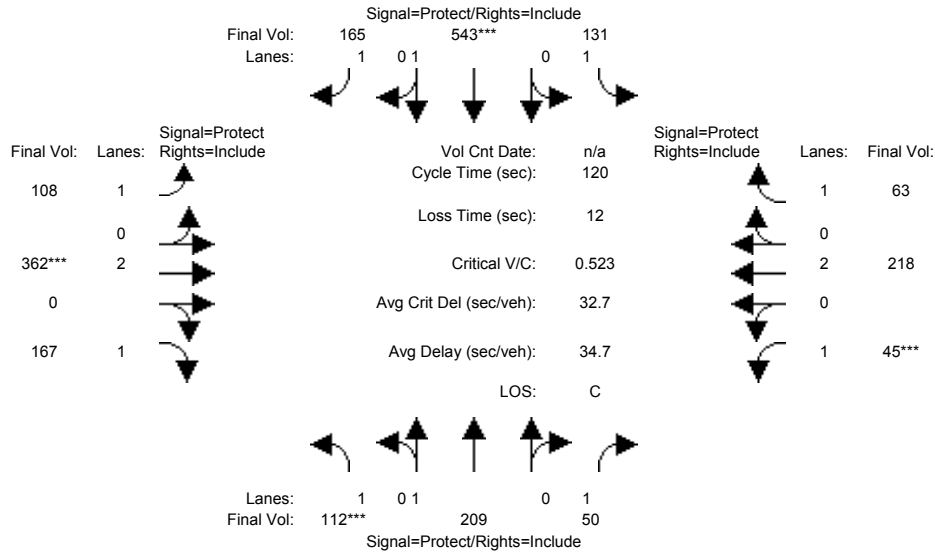 Signal=Protect/Rights=Include
Final Vol: 165 543*** 131
Lanes: 1 0 1 0 1
Signal=Protect
Final Vol: Lanes: Rights=Include
Vol Cnt Date: n/a
Signal=Protect
Rights=Include Lanes: Final Vol:
Cycle Time (sec): 120
108 1
1 63
Loss Time (sec): 12
0
0
362*** 2
Critical V/C: 0.523
2 218
0
Avg Crit Del (sec/veh): 32.7
0
167 1
Avg Delay (sec/veh): 34.7
1 45***
LOS: C
Lanes: 1 0 1 0 1
Final Vol: 112*** 209 50
Signal=Protect/Rights=Include